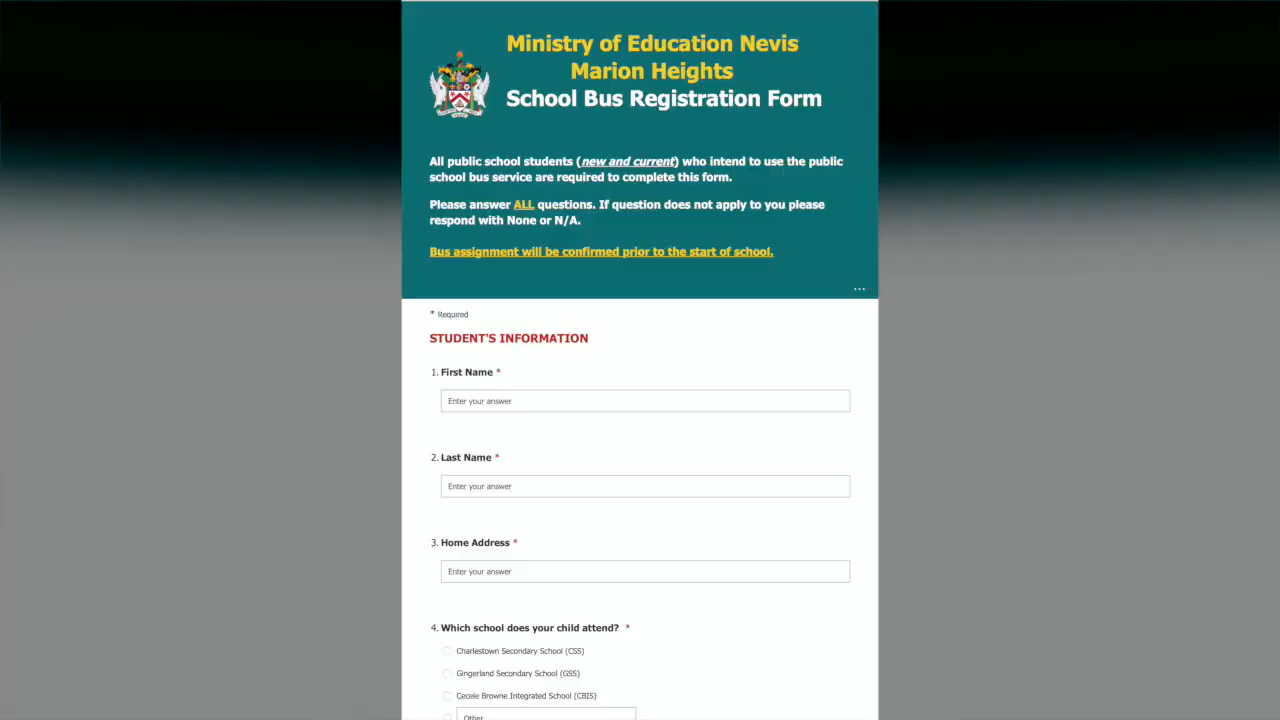 Ministry of Education Nevis
Marion Heights
School Bus Registration Form
All public school students (new and current) who intend to use the public
school bus service are required to complete this form.
Please answer ALL questions. If question does not apply to you please
respond with None or N/A.
Bus assignment will be confirmed prior to the start of school.
...
* Required
STUDENT'S INFORMATION
1. First Name *
Enter your answer
2. Last Name *
Enter your answer
3. Home Address *
Enter your answer
4. Which school does your child attend? *
Charlestown Secondary School (CSS)
Gingerland Secondary School (GSS)
Cecele Browne Integrated School (CBIS)
Other